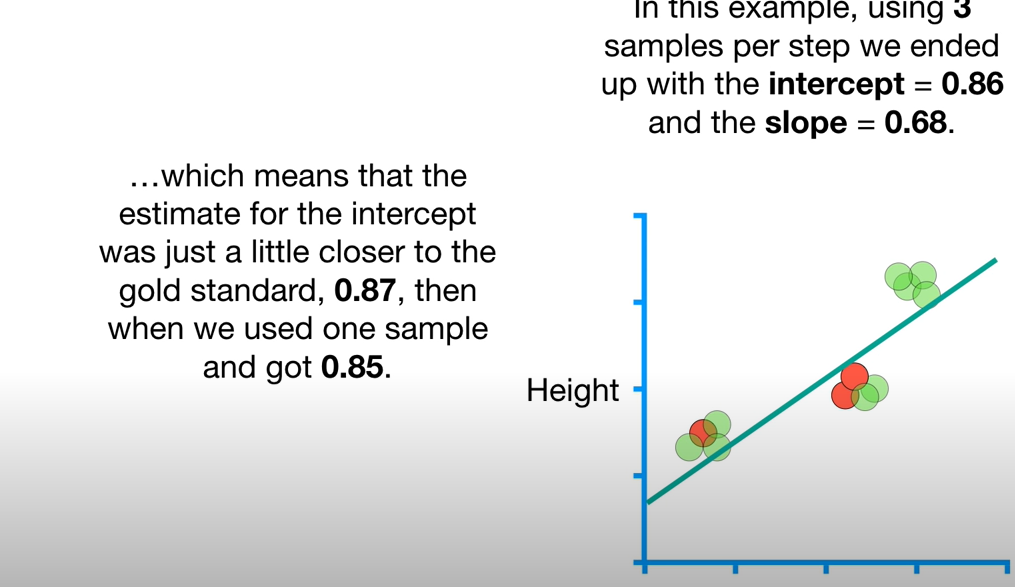 In this example, using 3
samples per step we ended
up with the intercept = 0.86
and the slope = 0.68.
…which means that the
estimate for the intercept
was just a little closer to the
gold standard, 0.87, then
when we used one sample
and got 0.85.
Height